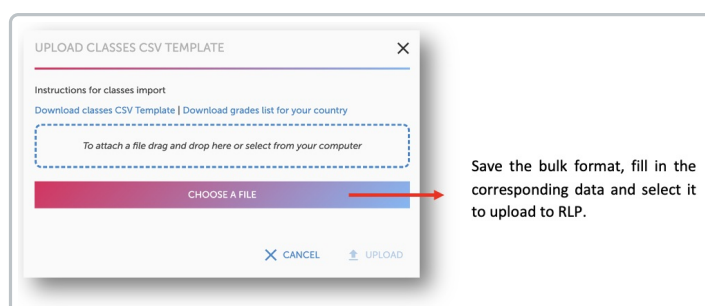 UPLOAD CLASSES CSV TEMPLATE
Instructions for classes import
Download classes CSV Template | Download grades list for your country
To attach a file drag and drop here or select from your computer
CHOOSE A FILE
CANCEL UPLOAD
Save the bulk format, fill in the
corresponding data and select it
to upload to RLP.